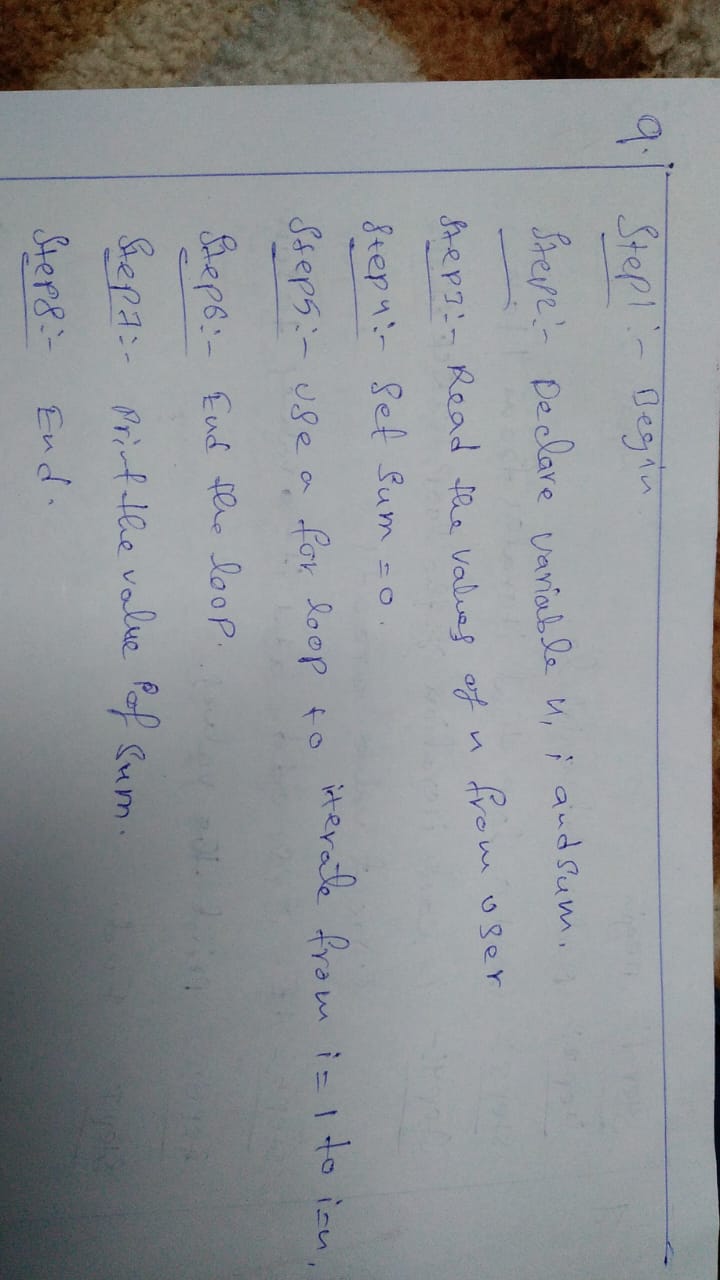 9.
Step1:- Begin
Step2:- Declare variable n, i and sum.
Step3:- Read the values of n from user
Step4:- Set sum = 0.
Step5:- Use a for loop to iterate from i = 1 to i=n,
Step6:- End the loop.
Step7:- Print the value of sum.
Step8:- End.